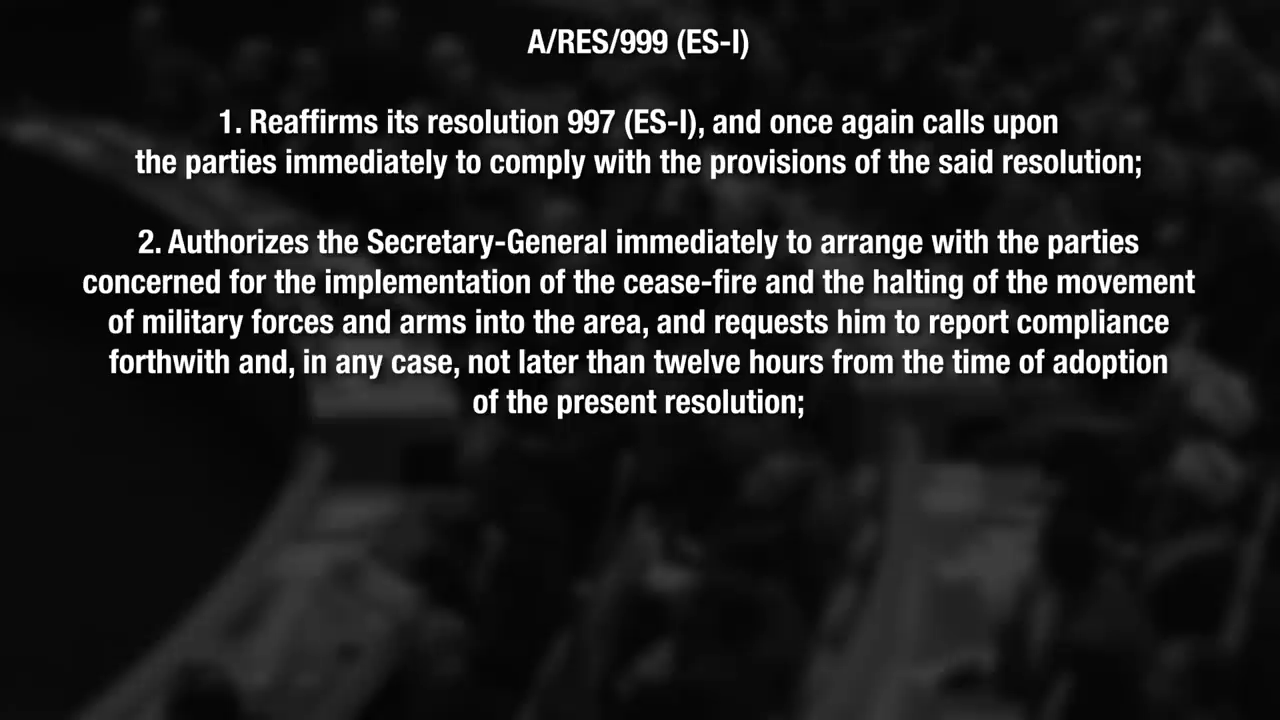 A/RES/999 (ES-I)
1. Reaffirms its resolution 997 (ES-I), and once again calls upon
the parties immediately to comply with the provisions of the said resolution;
2. Authorizes the Secretary-General immediately to arrange with the parties
concerned for the implementation of the cease-fire and the halting of the movement
of military forces and arms into the area, and requests him to report compliance
forthwith and, in any case, not later than twelve hours from the time of adoption
of the present resolution;